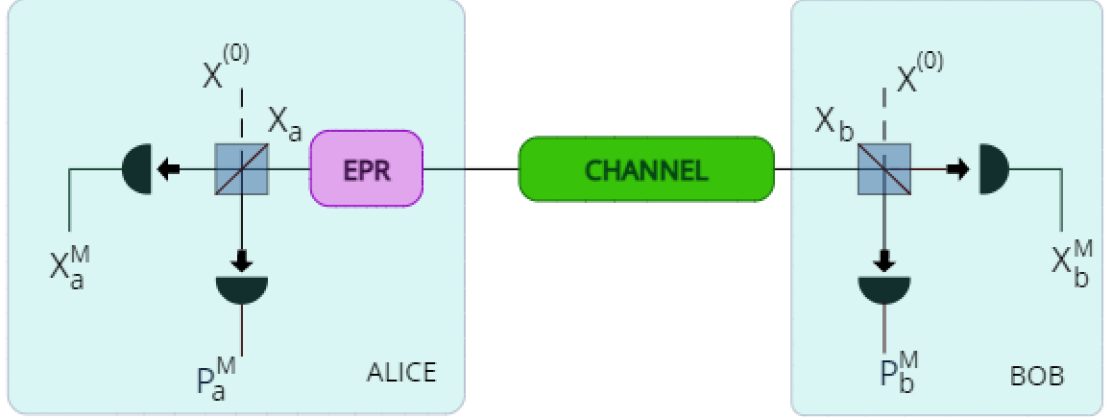 X^(0)
X^(0)
X_a
X_b
EPR
CHANNEL
X_a^M
X_b^M
P_a^M
ALICE
P_b^M
BOB